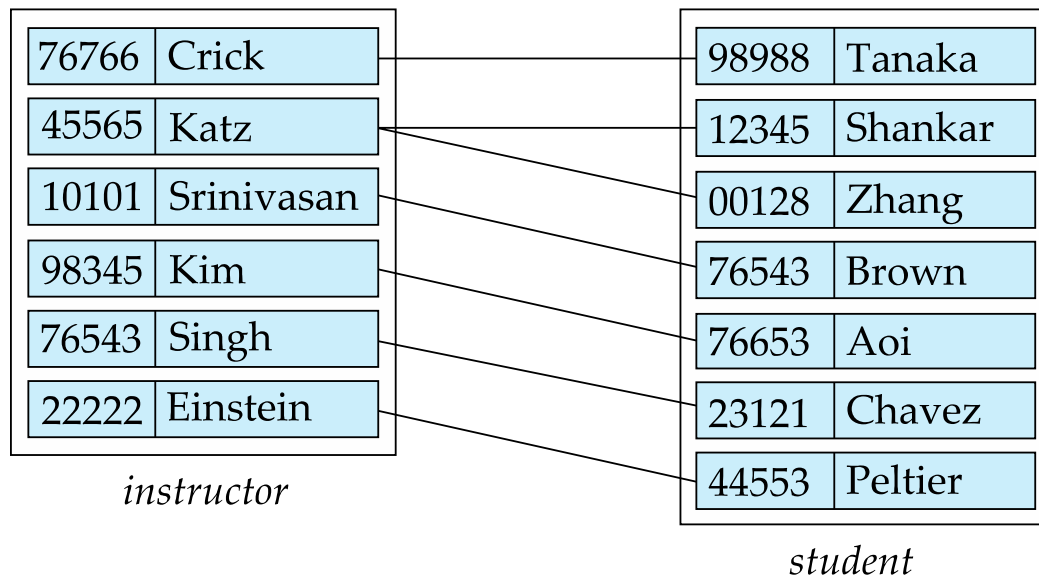 76766 Crick
45565 Katz
10101 Srinivasan
98345 Kim
76543 Singh
22222 Einstein
instructor
98988 Tanaka
12345 Shankar
00128 Zhang
76543 Brown
76653 Aoi
23121 Chavez
44553 Peltier
student